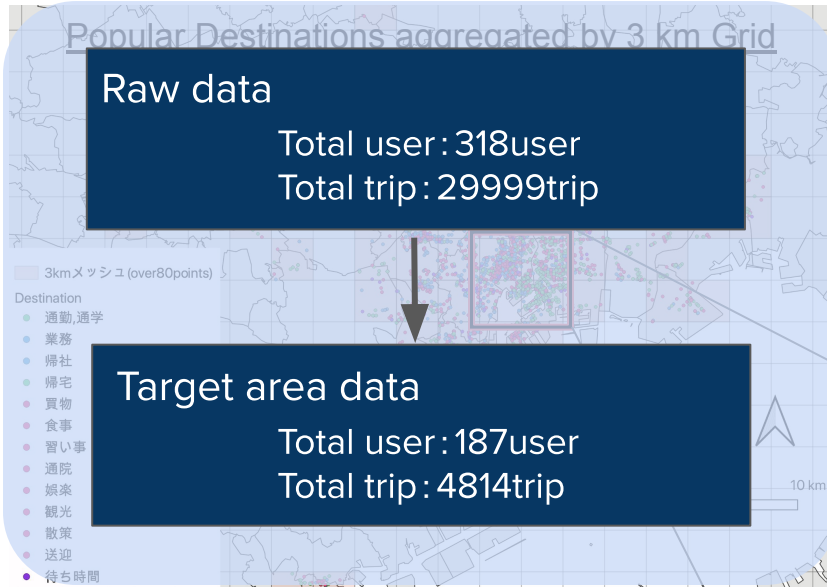 Popular Destinations aggregated by 3 km Grid
Raw data
Total user:318user
Total trip:29999trip
3kmメッシュ(over80points)
Destination
通勤,通学
業務
帰社
帰宅
買物
食事
習い事
通院
娯楽
観光
散策
送迎
待ち時間
Target area data
Total user:187user
Total trip:4814trip
10 km